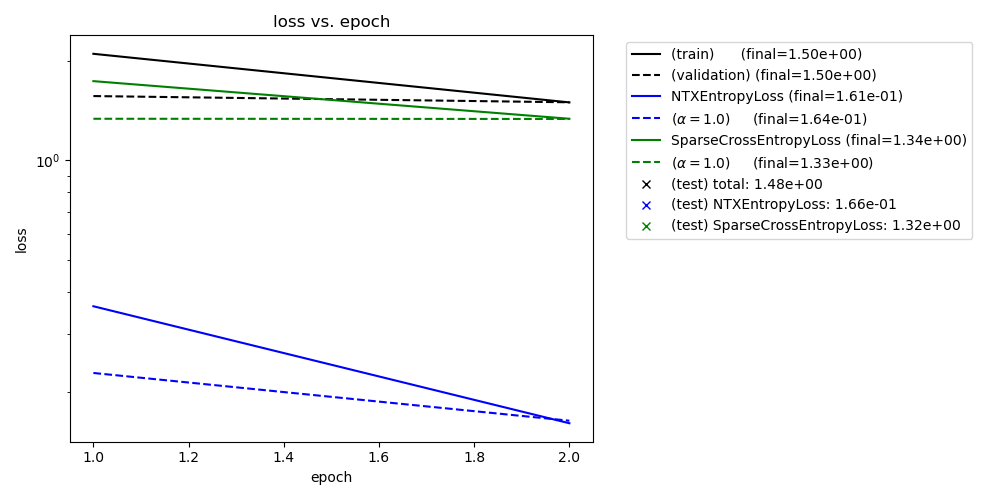 loss vs. epoch
(train) (final=1.50e+00)
(validation) (final=1.50e+00)
NTXEntropyLoss (final=1.61e-01)
(α = 1.0) (final=1.64e-01)
SparseCrossEntropyLoss (final=1.34e+00)
(α = 1.0) (final=1.33e+00)
(test) total: 1.48e+00
(test) NTXEntropyLoss: 1.66e-01
(test) SparseCrossEntropyLoss: 1.32e+00
10⁰
loss
1.0 1.2 1.4 1.6 1.8 2.0
epoch